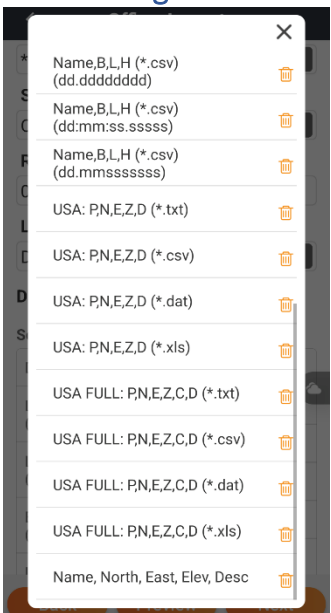 Name,B,L,H (*.csv)
(dd.dddddddd)
Name,B,L,H (*.csv)
(dd:mm:ss.sssss)
Name,B,L,H (*.csv)
(dd.mmsssssss)
USA: P,N,E,Z,D (*.txt)
USA: P,N,E,Z,D (*.csv)
USA: P,N,E,Z,D (*.dat)
USA: P,N,E,Z,D (*.xls)
USA FULL: P,N,E,Z,C,D (*.txt)
USA FULL: P,N,E,Z,C,D (*.csv)
USA FULL: P,N,E,Z,C,D (*.dat)
USA FULL: P,N,E,Z,C,D (*.xls)
Name, North, East, Elev, Desc